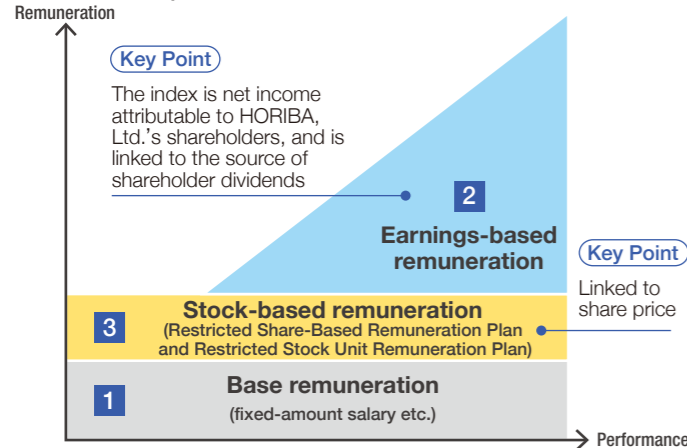 Remuneration
Key Point
The index is net income
attributable to HORIBA,
Ltd.’s shareholders, and is
linked to the source of
shareholder dividends
2
Earnings-based
remuneration
Key Point
Linked to
share price
3
Stock-based remuneration
(Restricted Share-Based Remuneration Plan
and Restricted Stock Unit Remuneration Plan)
1
Base remuneration
(fixed-amount salary etc.)
Performance